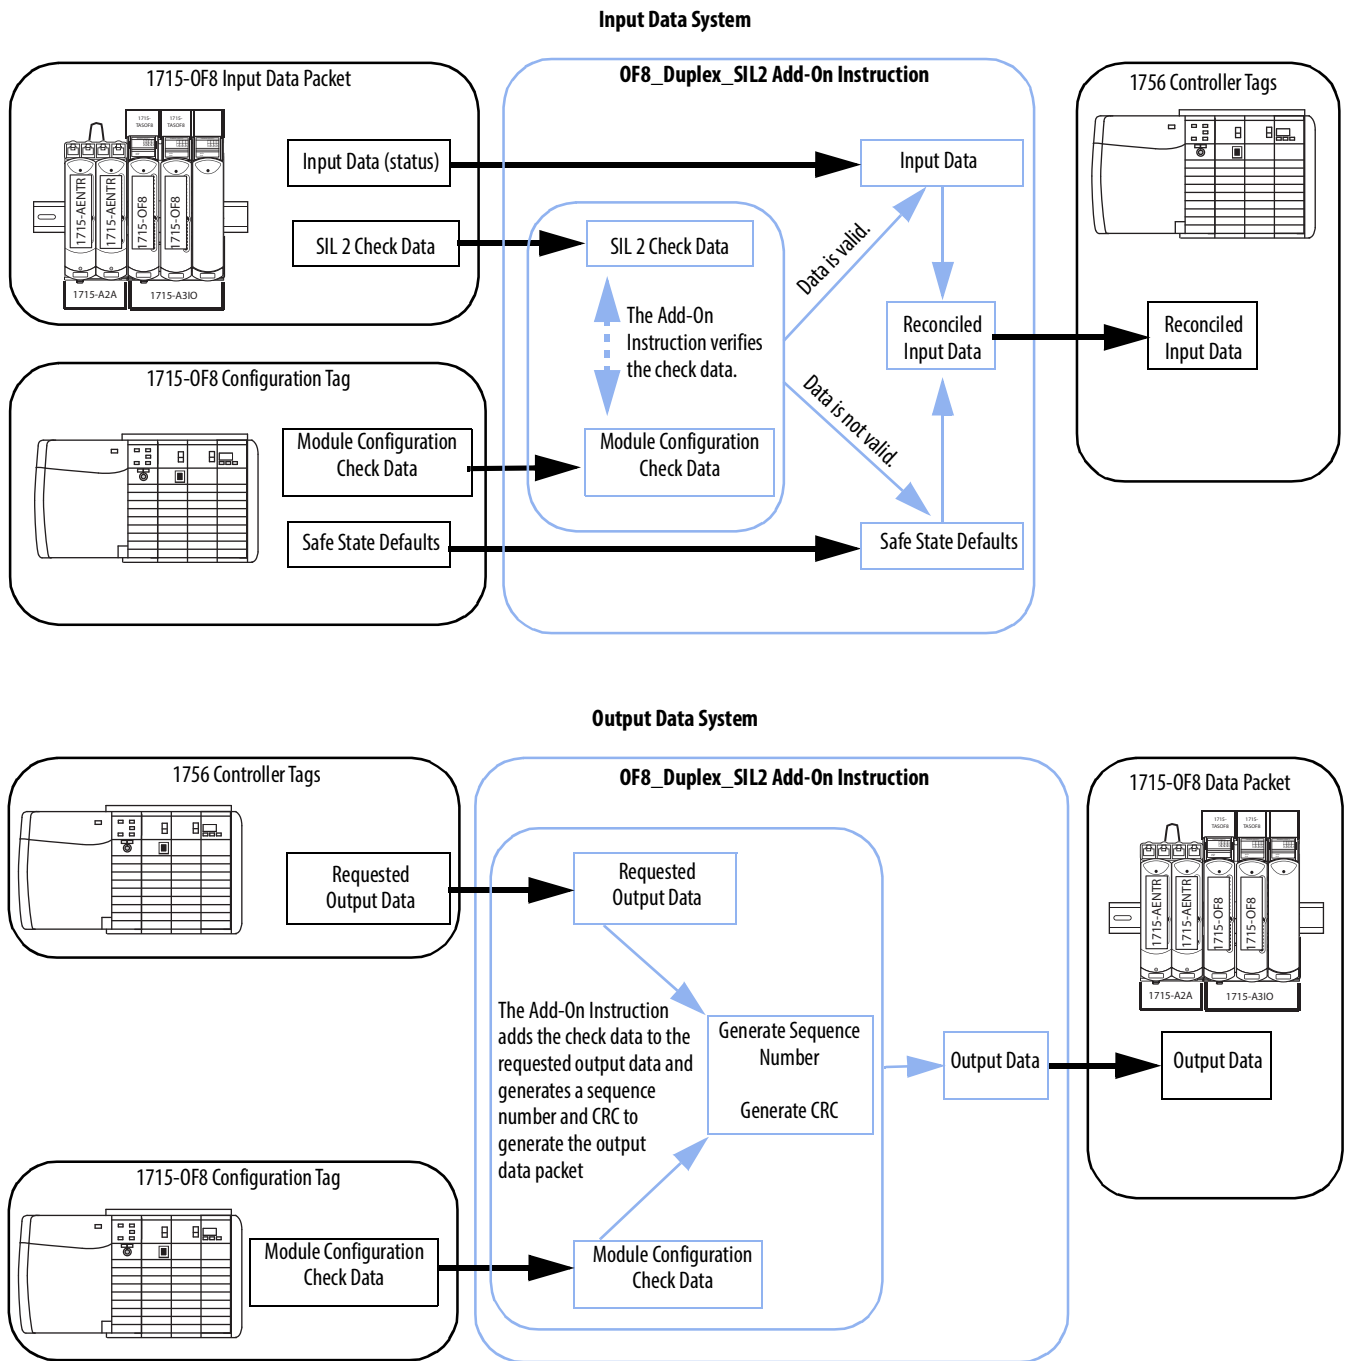 Input Data System
1715-OF8 Input Data Packet
1715-
TASOF8
1715-
TASOF8
1715-AENTR
1715-AENTR
1715-OF8
1715-OF8
1715-A2A
1715-A3IO
Input Data (status)
SIL 2 Check Data
1715-OF8 Configuration Tag
Module Configuration
Check Data
Safe State Defaults
OF8_Duplex_SIL2 Add-On Instruction
SIL 2 Check Data
The Add-On
Instruction verifies
the check data.
Module Configuration
Check Data
Data is valid.
Data is not valid.
Input Data
Reconciled
Input Data
Safe State Defaults
1756 Controller Tags
Reconciled
Input Data
Output Data System
1756 Controller Tags
Requested
Output Data
1715-OF8 Configuration Tag
Module Configuration
Check Data
OF8_Duplex_SIL2 Add-On Instruction
Requested
Output Data
The Add-On Instruction
adds the check data to the
requested output data and
generates a sequence
number and CRC to
generate the output
data packet
Generate Sequence
Number
Generate CRC
Module Configuration
Check Data
Output Data
1715-OF8 Data Packet
1715-
TASOF8
1715-
TASOF8
1715-AENTR
1715-AENTR
1715-OF8
1715-OF8
1715-A2A
1715-A3IO
Output Data